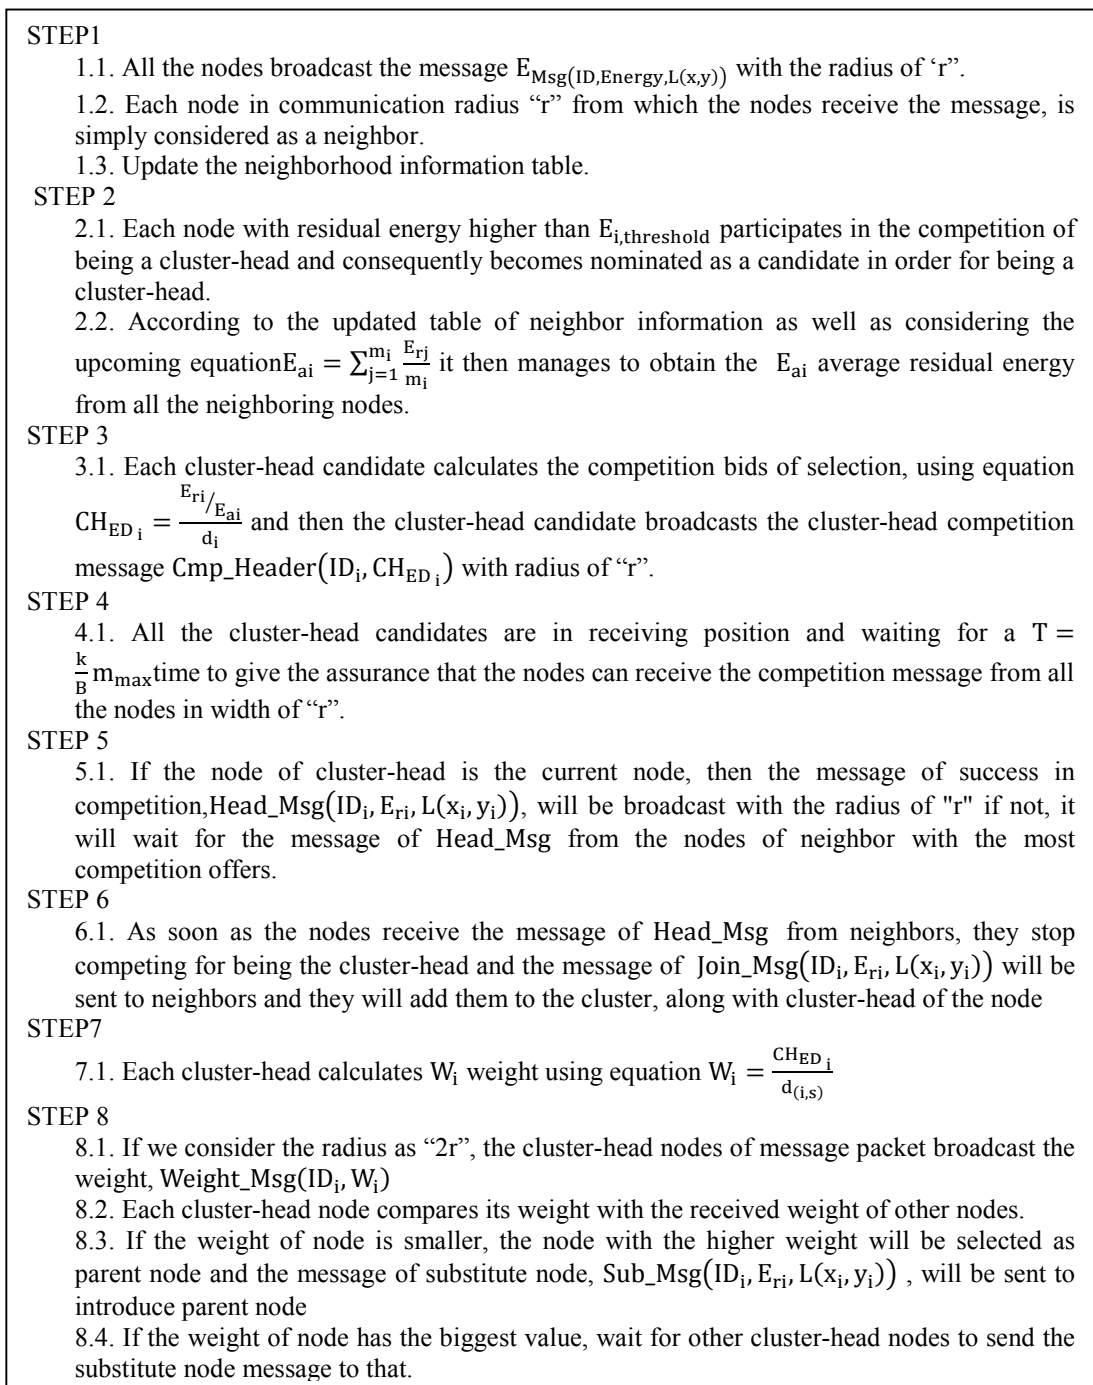 STEP1
1.1. All the nodes broadcast the message E_Msg(ID,Energy,L(x,y)) with the radius of ‘r”.
1.2. Each node in communication radius “r” from which the nodes receive the message, is
simply considered as a neighbor.
1.3. Update the neighborhood information table.
STEP 2
2.1. Each node with residual energy higher than E_i,threshold participates in the competition of
being a cluster-head and consequently becomes nominated as a candidate in order for being a
cluster-head.
2.2. According to the updated table of neighbor information as well as considering the
upcoming equationE_ai = ∑_{j=1}^{m_i} E_rj/m_i it then manages to obtain the E_ai average residual energy
from all the neighboring nodes.
STEP 3
3.1. Each cluster-head candidate calculates the competition bids of selection, using equation
CH_ED_i = (E_ri/E_ai)/d_i and then the cluster-head candidate broadcasts the cluster-head competition
message Cmp_Header(ID_i, CH_ED_i) with radius of “r”.
STEP 4
4.1. All the cluster-head candidates are in receiving position and waiting for a T =
k/B m_max time to give the assurance that the nodes can receive the competition message from all
the nodes in width of “r”.
STEP 5
5.1. If the node of cluster-head is the current node, then the message of success in
competition,Head_Msg(ID_i, E_ri, L(x_i, y_i)), will be broadcast with the radius of "r" if not, it
will wait for the message of Head_Msg from the nodes of neighbor with the most
competition offers.
STEP 6
6.1. As soon as the nodes receive the message of Head_Msg from neighbors, they stop
competing for being the cluster-head and the message of Join_Msg(ID_i, E_ri, L(x_i, y_i)) will be
sent to neighbors and they will add them to the cluster, along with cluster-head of the node
STEP7
7.1. Each cluster-head calculates W_i weight using equation W_i = CH_ED_i/d_(i,s)
STEP 8
8.1. If we consider the radius as “2r”, the cluster-head nodes of message packet broadcast the
weight, Weight_Msg(ID_i, W_i)
8.2. Each cluster-head node compares its weight with the received weight of other nodes.
8.3. If the weight of node is smaller, the node with the higher weight will be selected as
parent node and the message of substitute node, Sub_Msg(ID_i, E_ri, L(x_i, y_i)) , will be sent to
introduce parent node
8.4. If the weight of node has the biggest value, wait for other cluster-head nodes to send the
substitute node message to that.